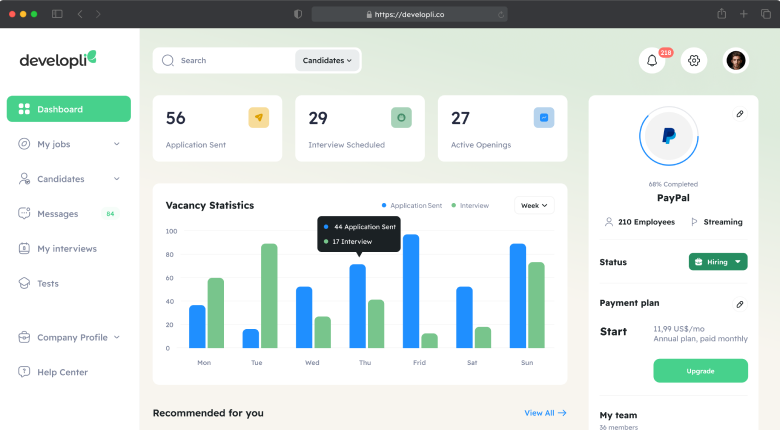 https://developli.co
developli
Search
Candidates
218
Dashboard
My jobs
Candidates
Messages
84
My interviews
Tests
Company Profile
Help Center
56
Application Sent
29
Interview Scheduled
27
Active Openings
Vacancy Statistics
Application Sent
Interview
Week
100
80
60
40
20
0
44 Application Sent
17 Interview
Mon
Tue
Wed
Thu
Frid
Sat
Sun
Recommended for you
View All
68% Completed
PayPal
210 Employees
Streaming
Status
Hiring
Payment plan
Start
11,99 US$/mo
Annual plan, paid monthly
Upgrade
My team
36 members